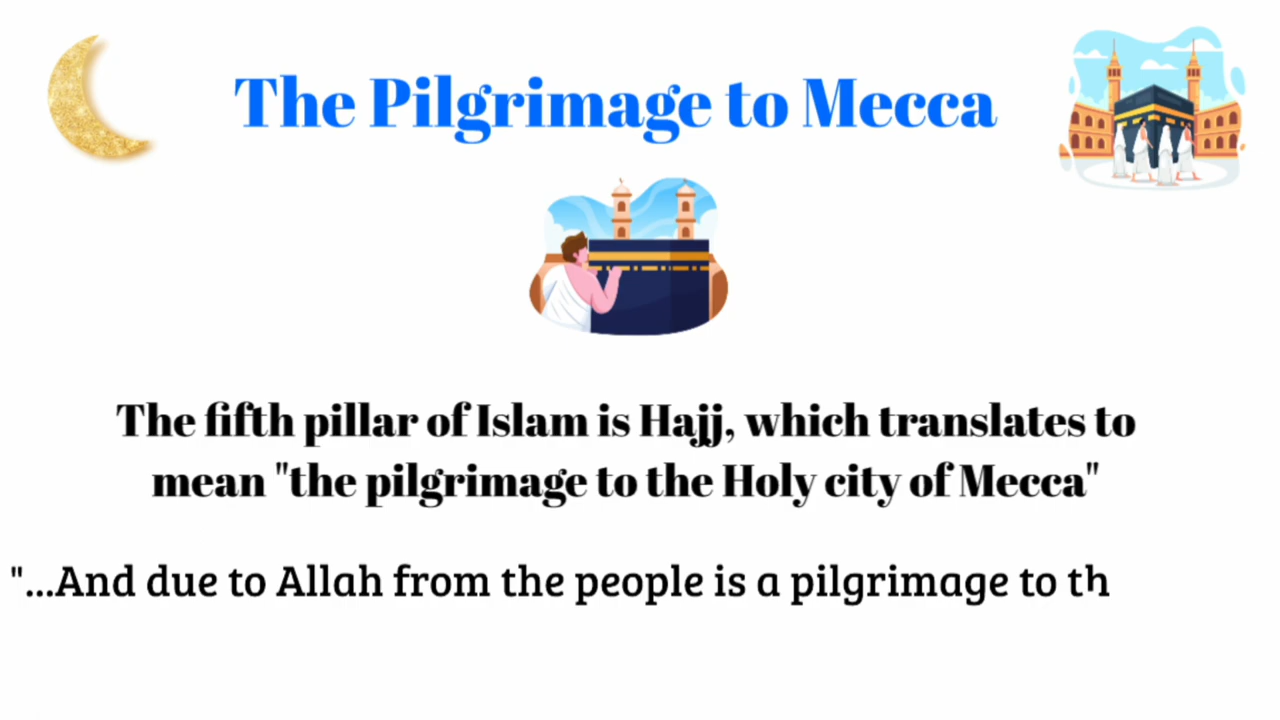 The Pilgrimage to Mecca
The fifth pillar of Islam is Hajj, which translates to
mean "the pilgrimage to the Holy city of Mecca"
"...And due to Allah from the people is a pilgrimage to th